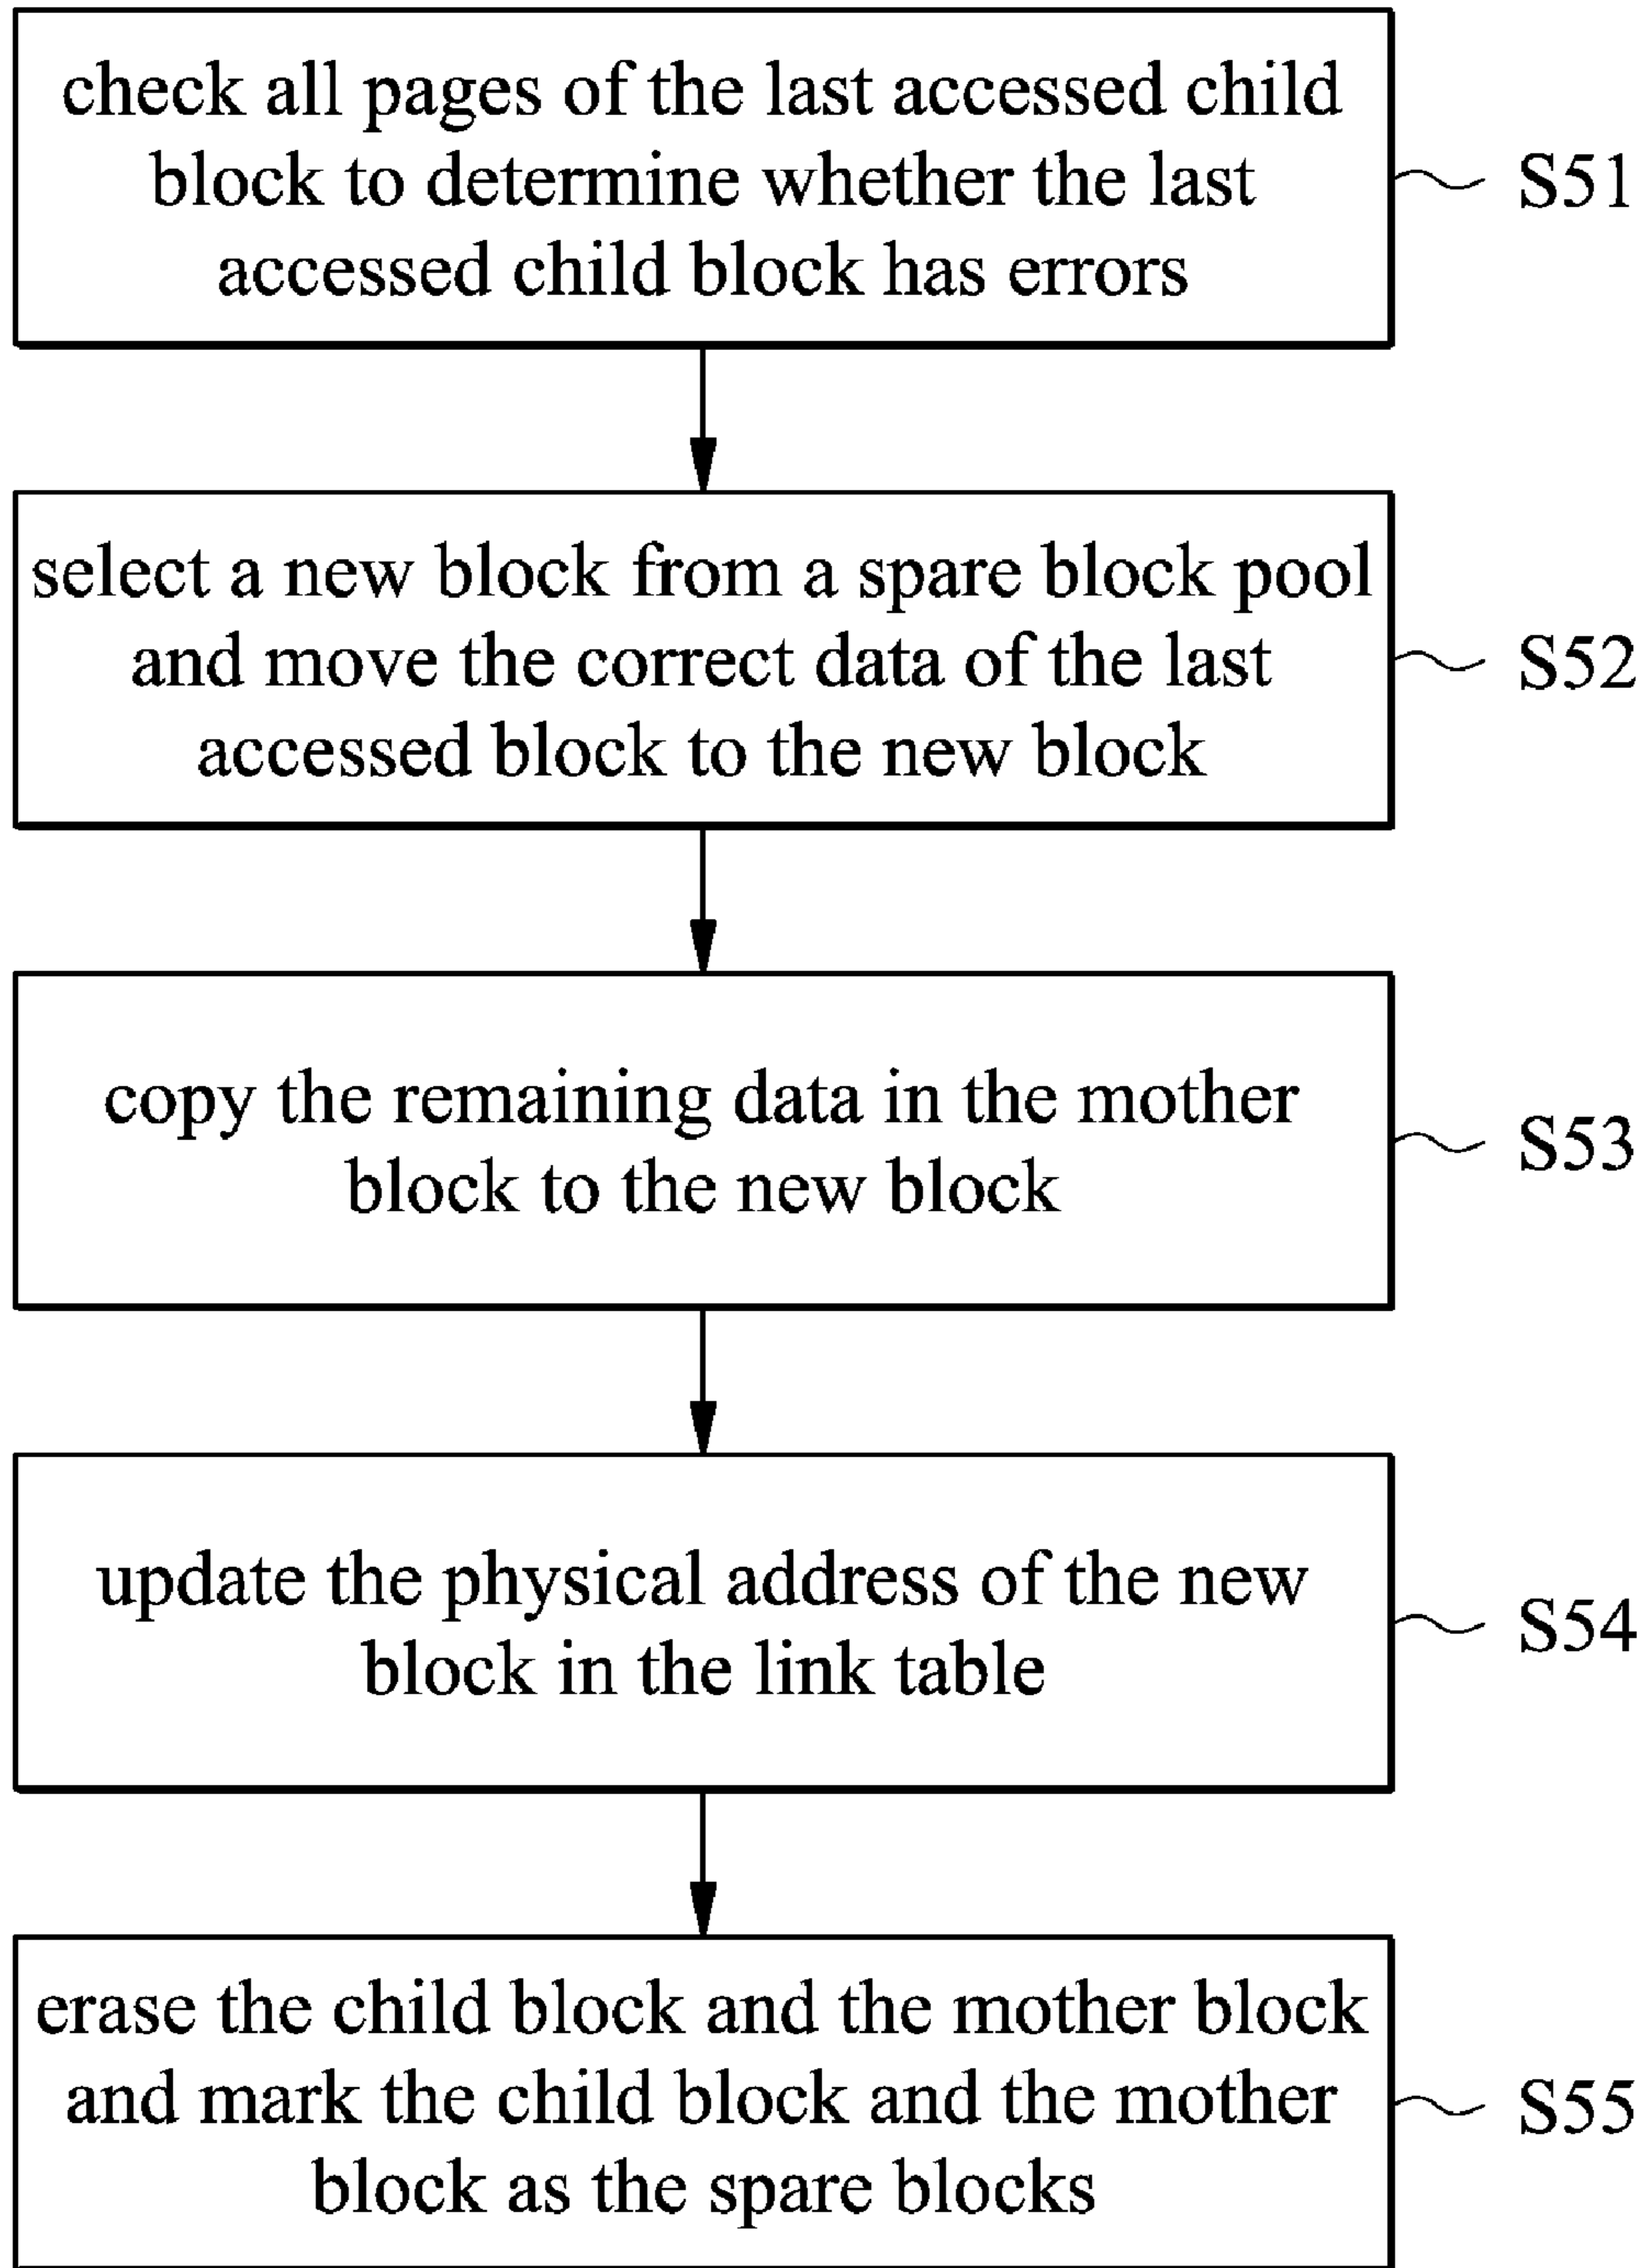 check all pages of the last accessed child
block to determine whether the last
accessed child block has errors
S51
select a new block from a spare block pool
and move the correct data of the last
accessed block to the new block
S52
copy the remaining data in the mother
block to the new block
S53
update the physical address of the new
block in the link table
S54
erase the child block and the mother block
and mark the child block and the mother
block as the spare blocks
S55